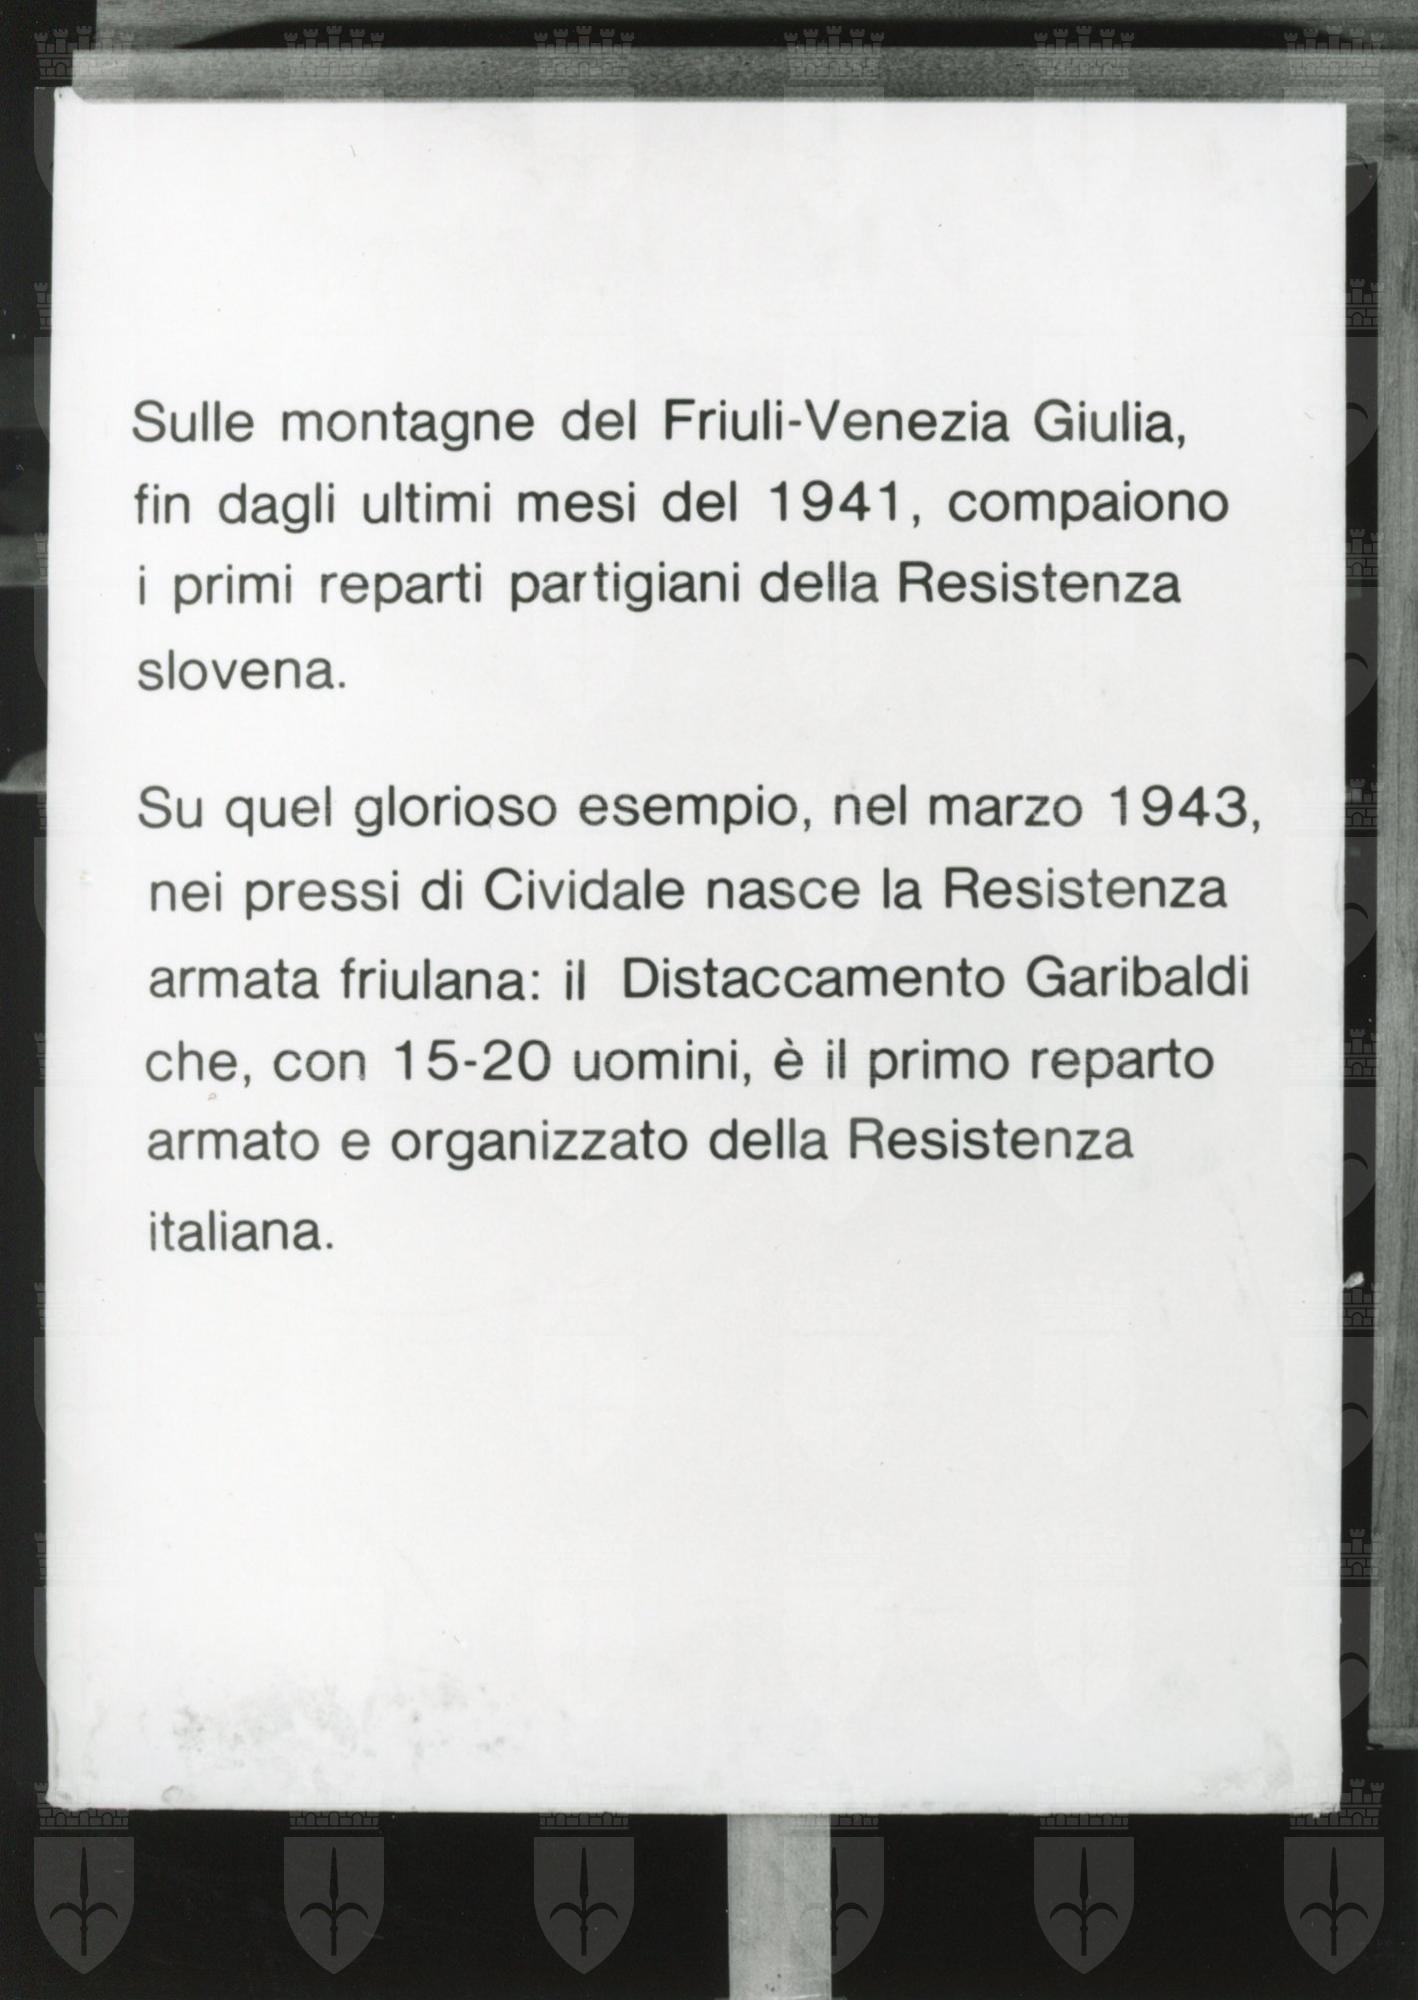 Sulle montagne del Friuli-Venezia Giulia,
fin dagli ultimi mesi del 1941, compaiono
i primi reparti partigiani della Resistenza
slovena.
Su quel glorioso esempio, nel marzo 1943,
nei pressi di Cividale nasce la Resistenza
armata friulana: il Distaccamento Garibaldi
che, con 15-20 uomini, è il primo reparto
armato e organizzato della Resistenza
italiana.